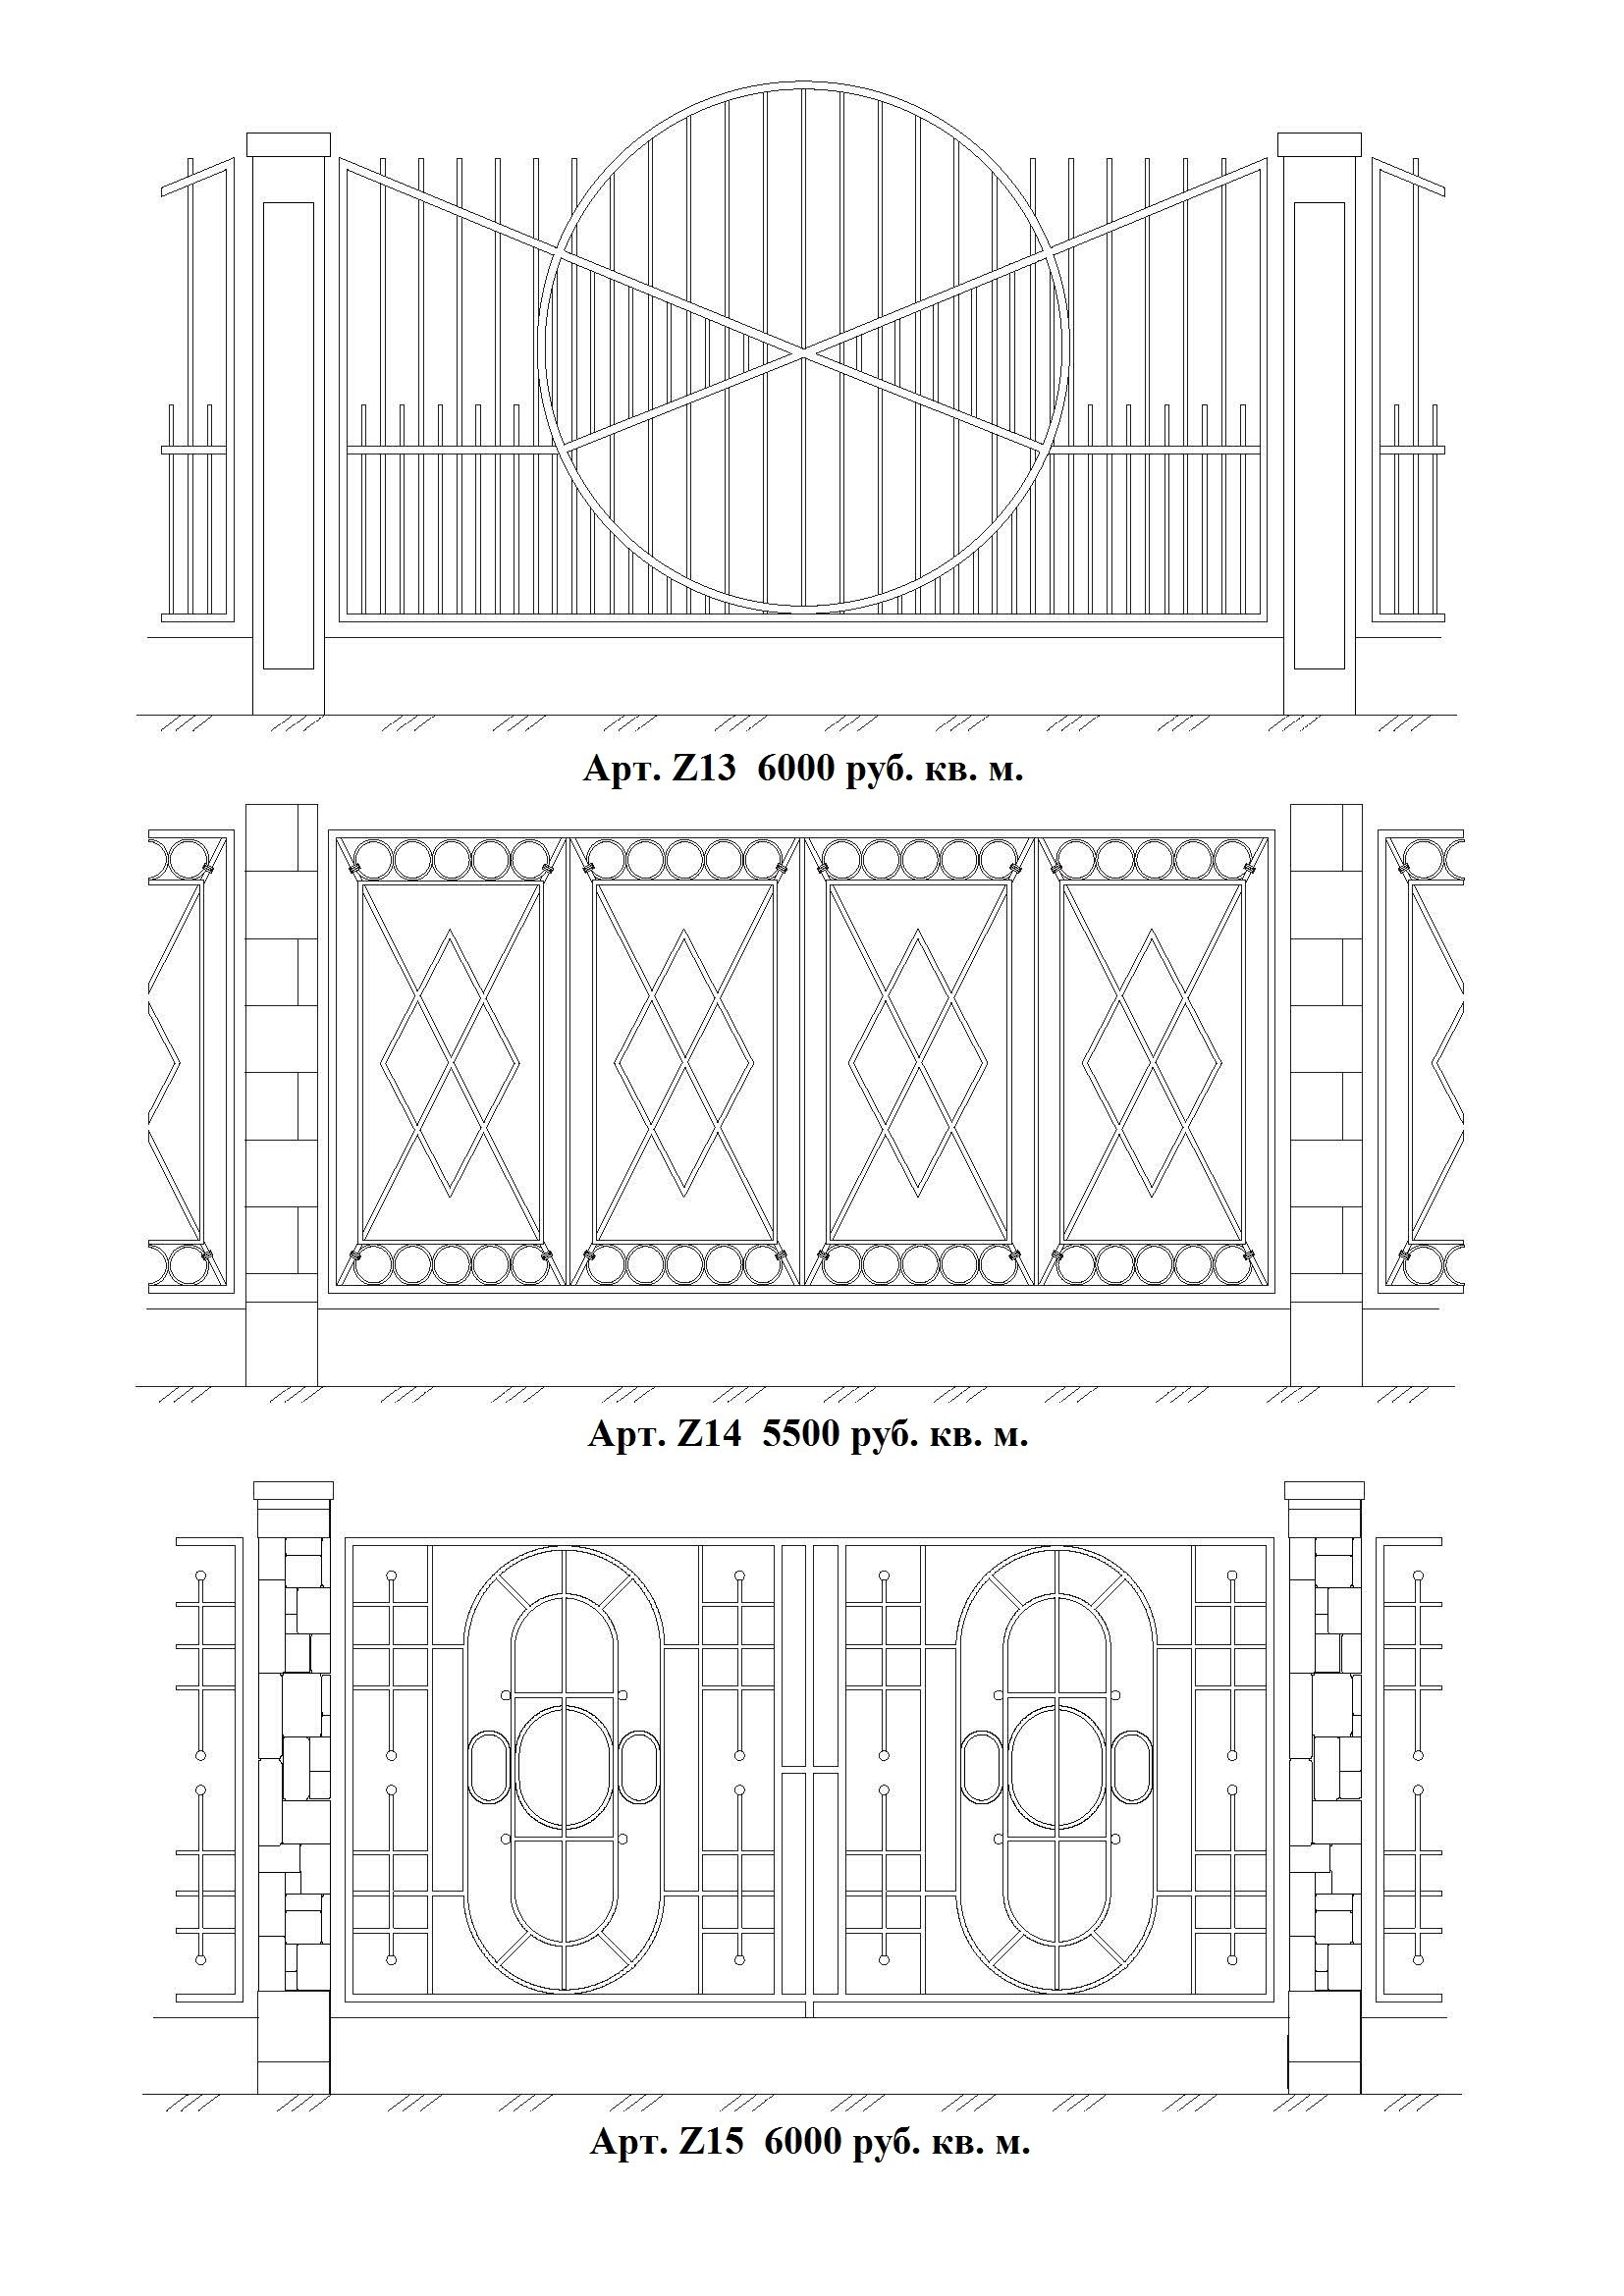 Арт. Z13  6000 руб. кв. м.
Арт. Z14  5500 руб. кв. м.
Арт. Z15  6000 руб. кв. м.